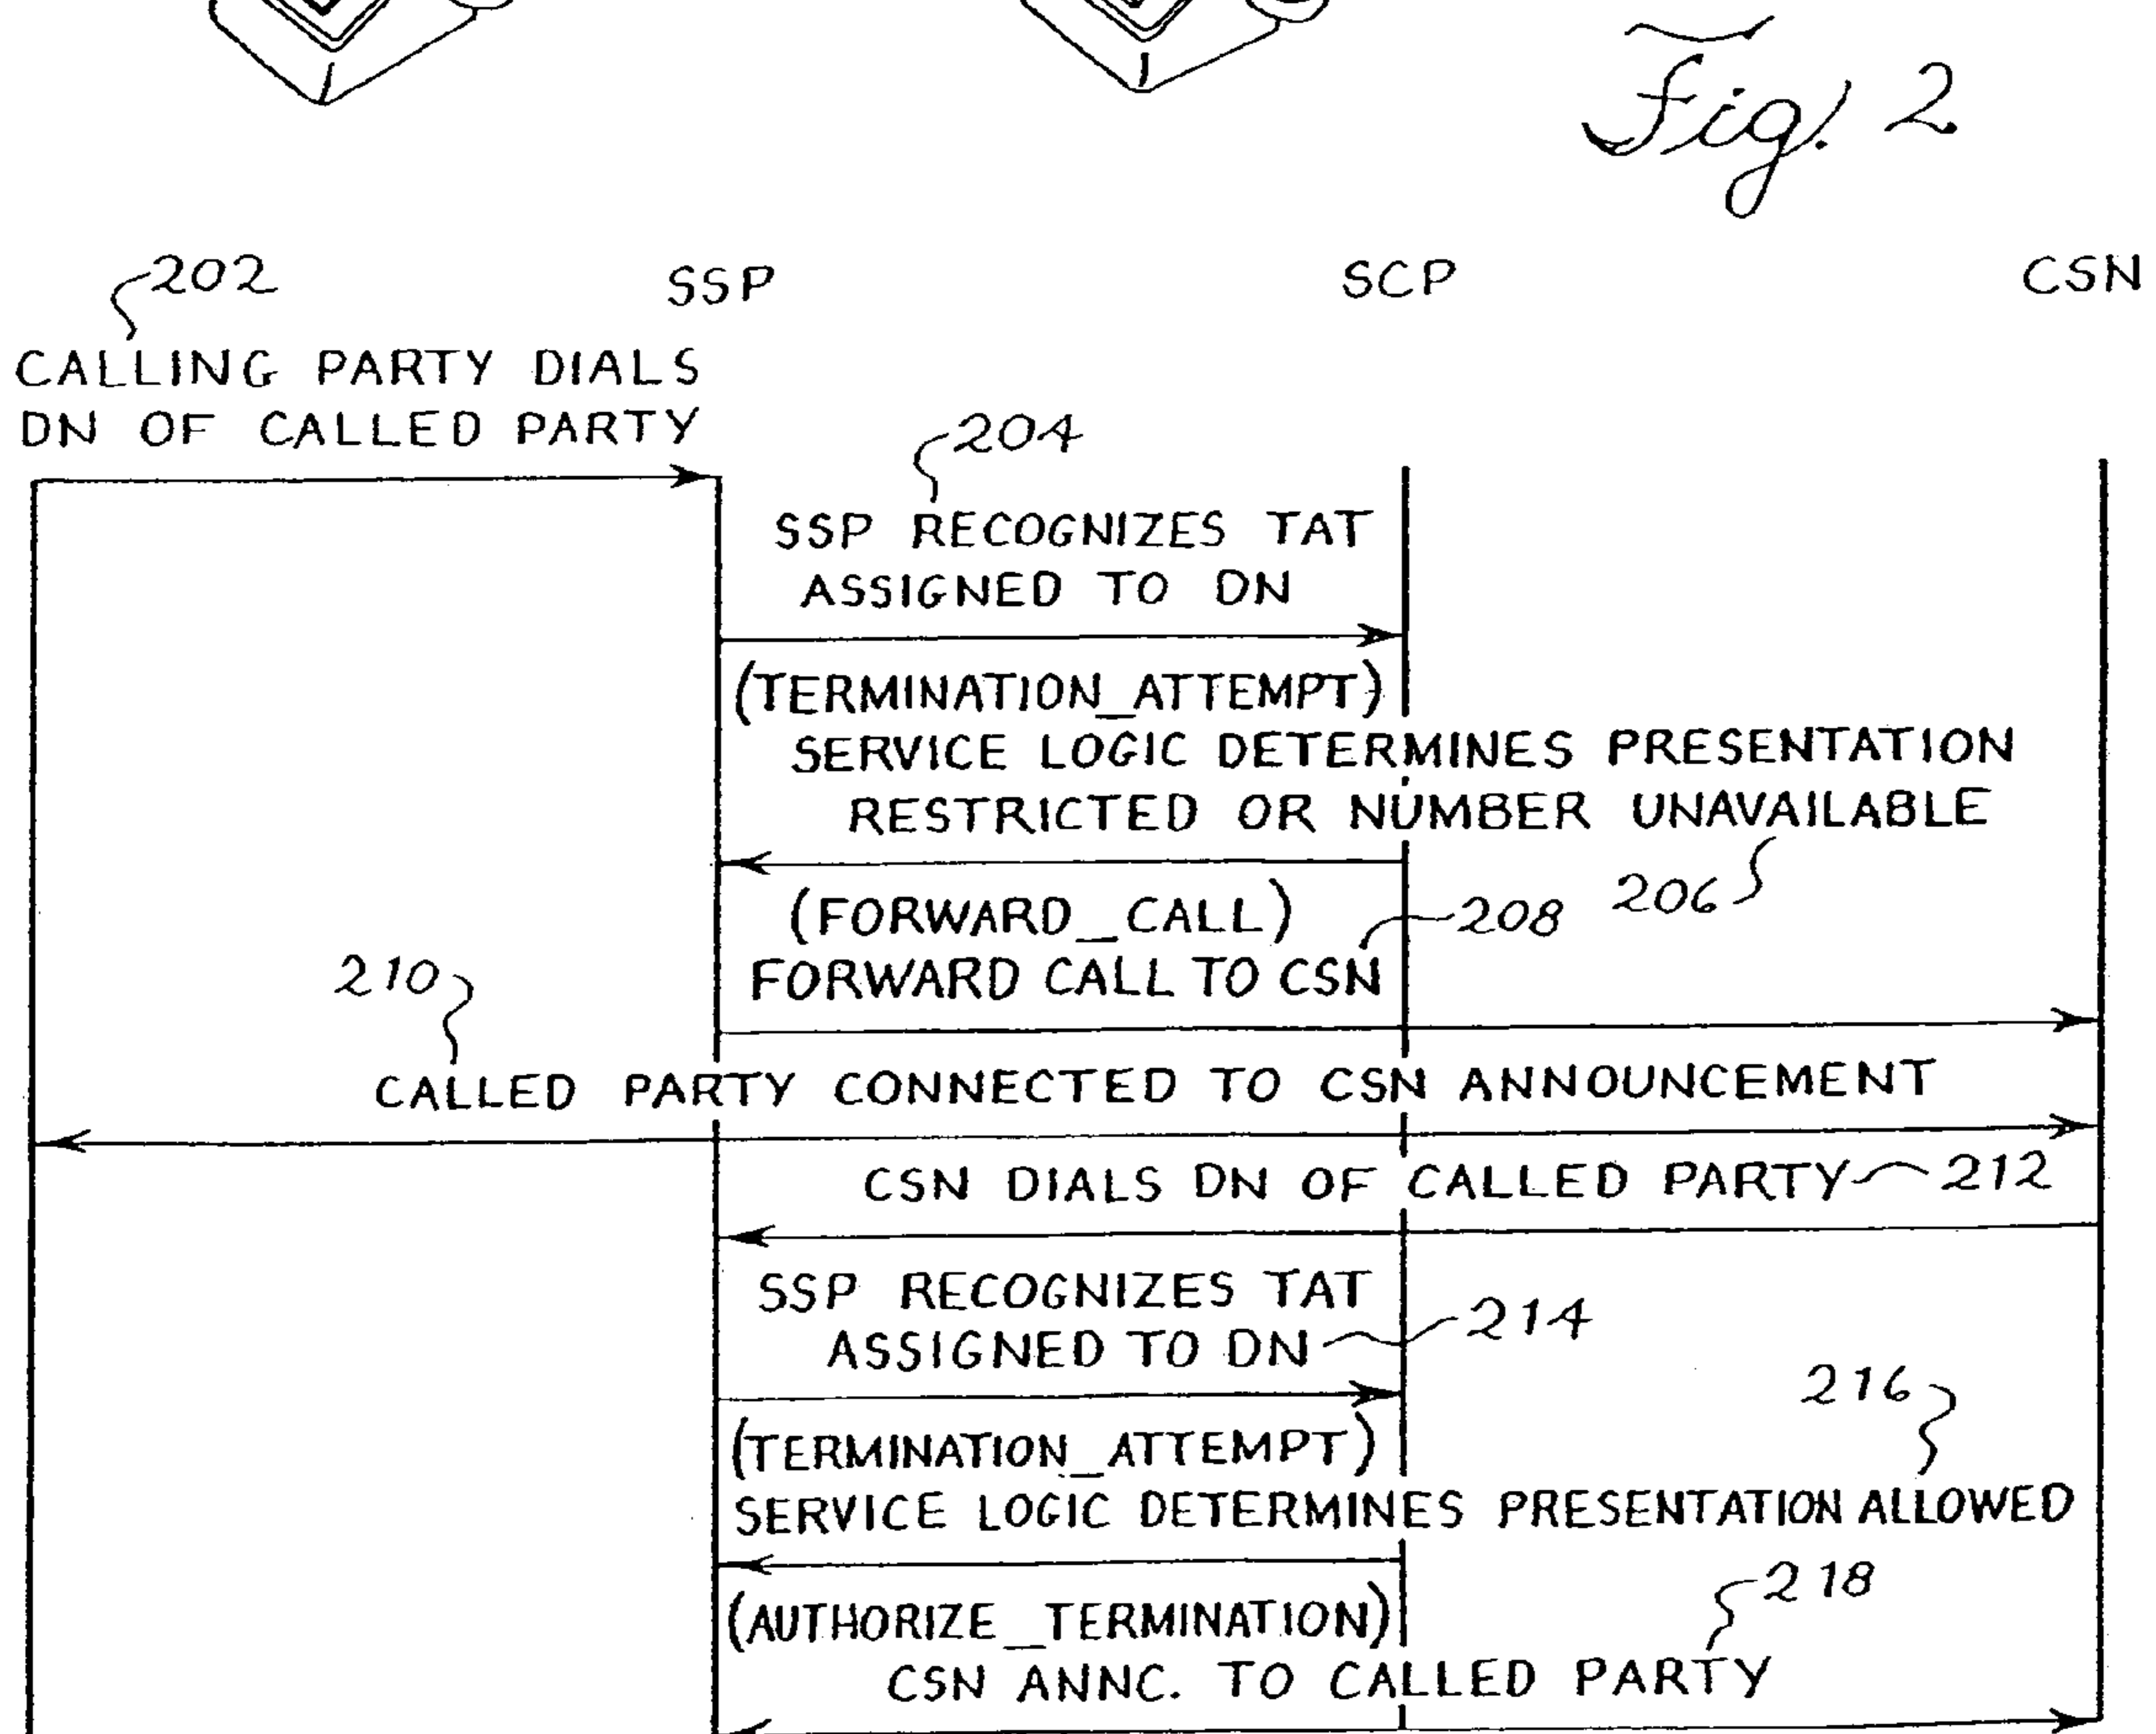 Fig. 2
202 SSP SCP CSN
CALLING PARTY DIALS
DN OF CALLED PARTY
204
SSP RECOGNIZES TAT
ASSIGNED TO DN
(TERMINATION_ATTEMPT)
SERVICE LOGIC DETERMINES PRESENTATION
RESTRICTED OR NUMBER UNAVAILABLE
206
(FORWARD_CALL)
208
FORWARD CALL TO CSN
210
CALLED PARTY CONNECTED TO CSN ANNOUNCEMENT
CSN DIALS DN OF CALLED PARTY 212
SSP RECOGNIZES TAT
ASSIGNED TO DN 214
216
(TERMINATION_ATTEMPT)
SERVICE LOGIC DETERMINES PRESENTATION ALLOWED
218
(AUTHORIZE_TERMINATION)
CSN ANNC. TO CALLED PARTY